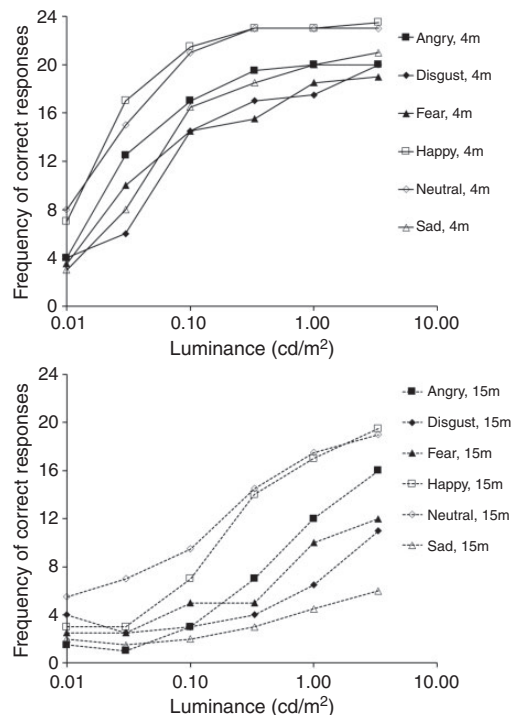 24
20
16
12
8
4
0
Frequency of correct responses
0.01 0.10 1.00 10.00
Luminance (cd/m²)
Angry, 4m
Disgust, 4m
Fear, 4m
Happy, 4m
Neutral, 4m
Sad, 4m
24
20
16
12
8
4
0
Frequency of correct responses
0.01 0.10 1.00 10.00
Luminance (cd/m²)
Angry, 15m
Disgust, 15m
Fear, 15m
Happy, 15m
Neutral, 15m
Sad, 15m